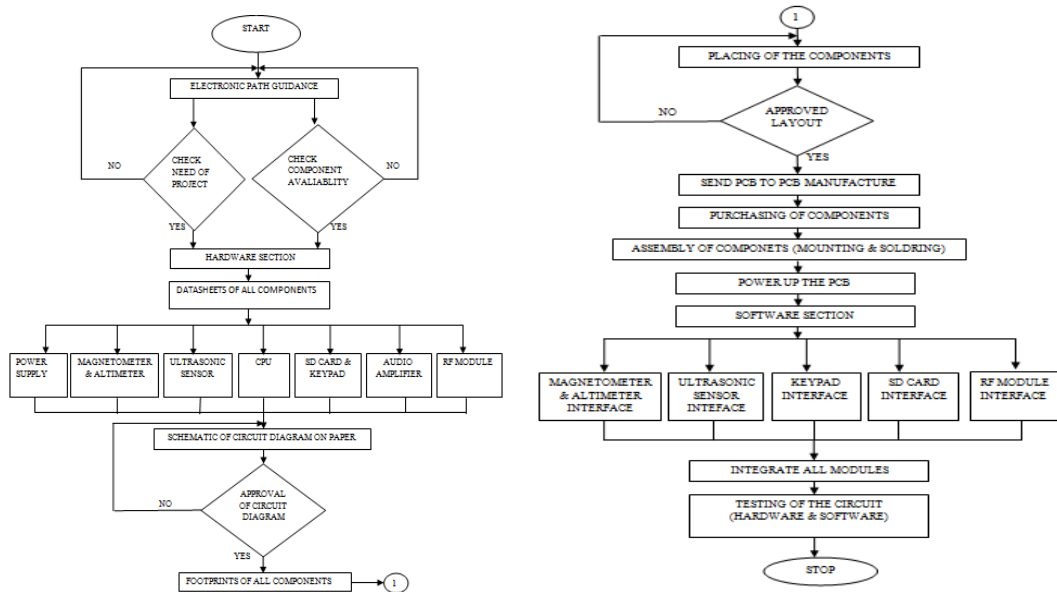 START
ELECTRONIC PATH GUIDANCE
NO
CHECK
NEED OF
PROJECT
CHECK
COMPONENT
AVALIABLITY
NO
YES
YES
HARDWARE SECTION
DATASHEETS OF ALL COMPONENTS
POWER
SUPPLY
MAGNETOMETER
& ALTIMETER
ULTRASONIC
SENSOR
CPU
SD CARD &
KEYPAD
AUDIO
AMPLIFIER
RF MODULE
SCHEMATIC OF CIRCUIT DIAGRAM ON PAPER
NO
APPROVAL
OF CIRCUIT
DIAGRAM
YES
FOOTPRINTS OF ALL COMPONENTS
1
1
PLACING OF THE COMPONENTS
NO
APPROVED
LAYOUT
YES
SEND PCB TO PCB MANUFACTURE
PURCHASING OF COMPONENTS
ASSEMBLY OF COMPONETS (MOUNTING & SOLDRING)
POWER UP THE PCB
SOFTWARE SECTION
MAGNETOMETER
& ALTIMETER
INTERFACE
ULTRASONIC
SENSOR
INTEFACE
KEYPAD
INTERFACE
SD CARD
INTERFACE
RF MODULE
INTERFACE
INTEGRATE ALL MODULES
TESTING OF THE CIRCUIT
(HARDWARE & SOFTWARE)
STOP